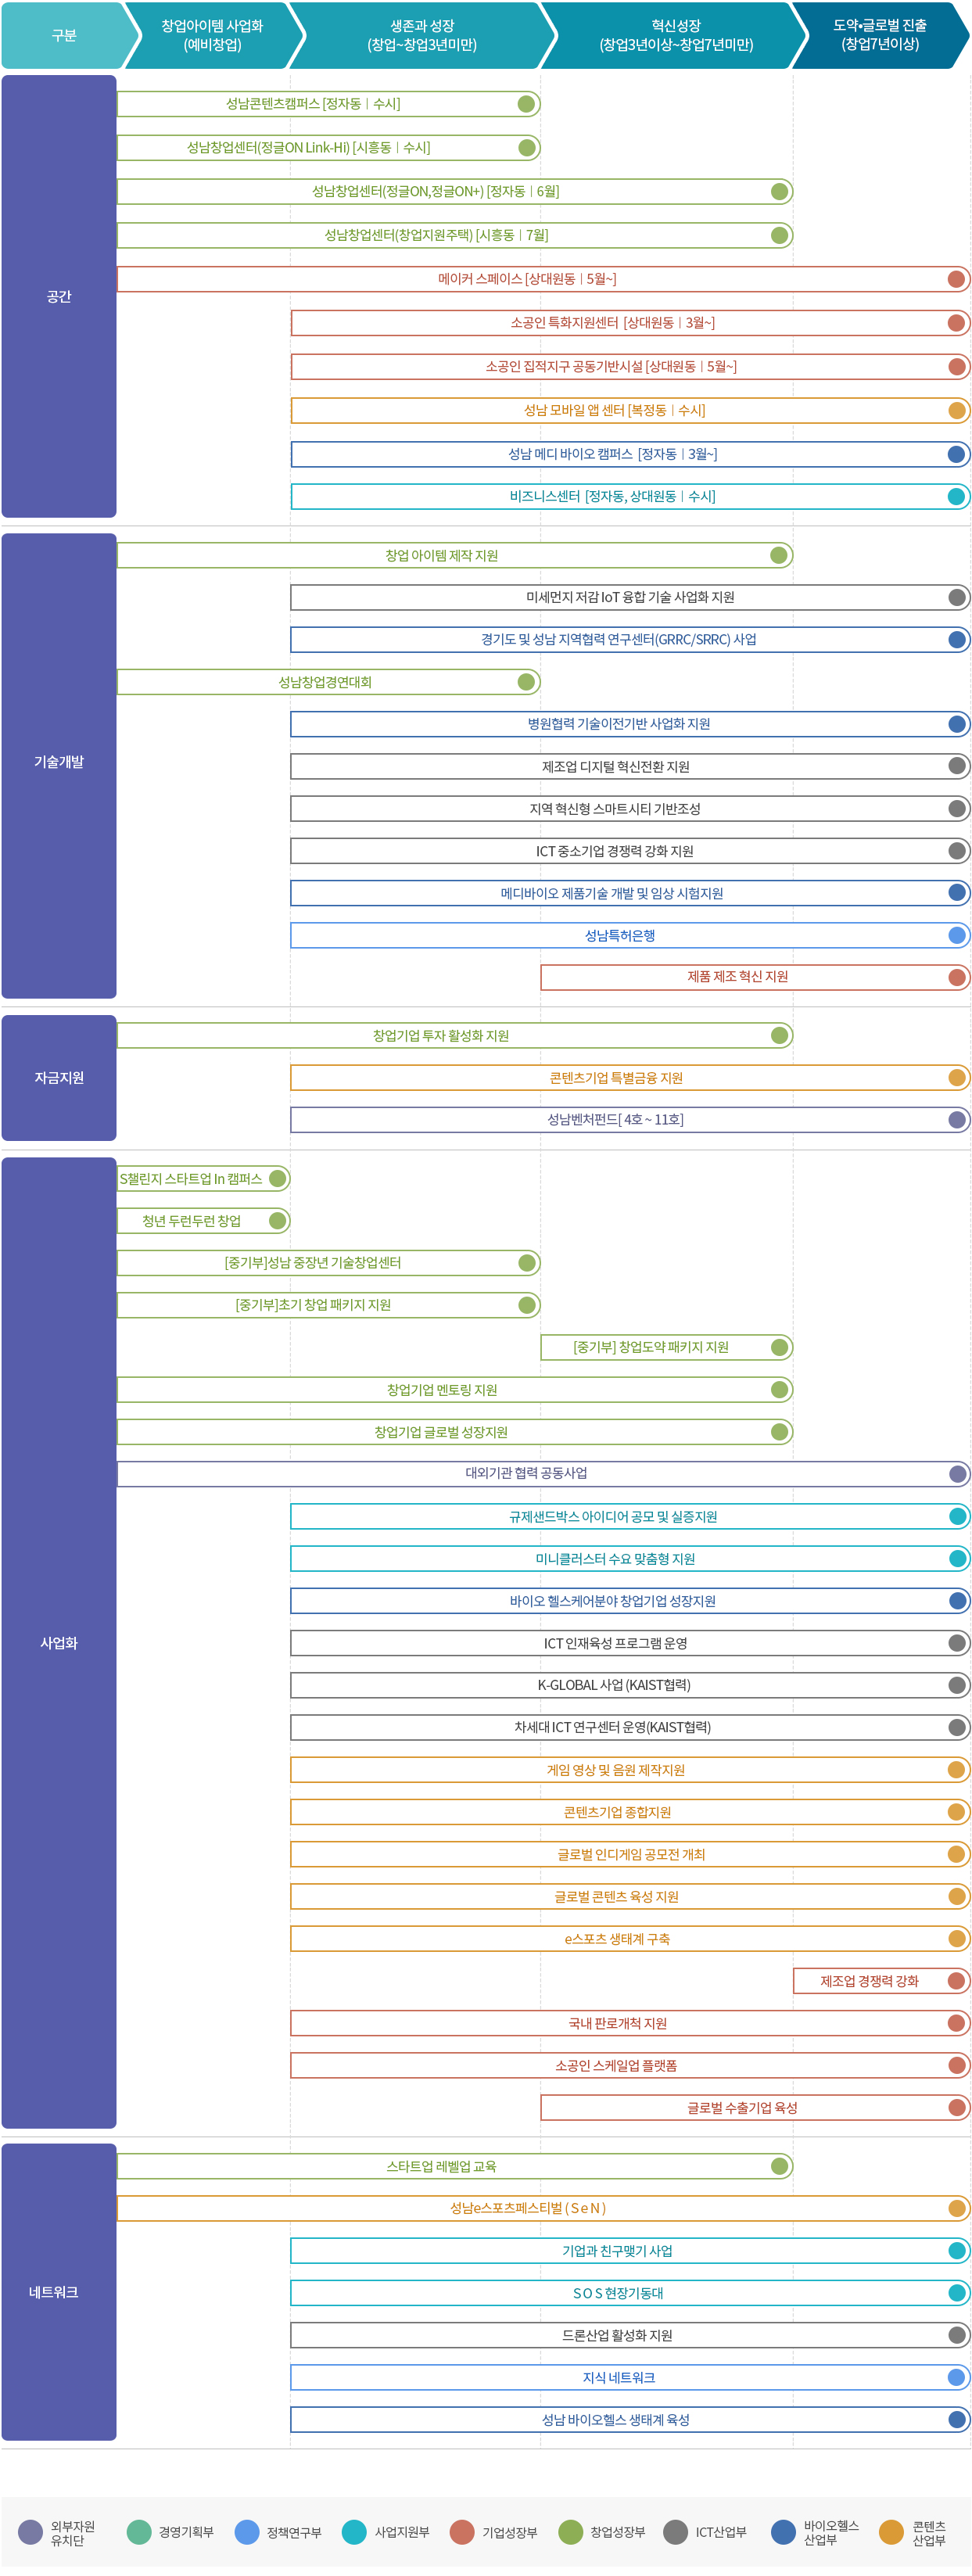 구분
창업아이템 사업화
(예비창업)
생존과 성장
(창업~창업3년미만)
혁신성장
(창업3년이상~창업7년미만)
도약•글로벌 진출
(창업7년이상)
공간
성남콘텐츠캠퍼스 [정자동ㅣ수시]
성남창업센터(정글ON Link-Hi) [시흥동ㅣ수시]
성남창업센터(정글ON,정글ON+) [정자동ㅣ6월]
성남창업센터(창업지원주택) [시흥동ㅣ7월]
메이커 스페이스 [상대원동ㅣ5월~]
소공인 특화지원센터 [상대원동ㅣ3월~]
소공인 집적지구 공동기반시설 [상대원동ㅣ5월~]
성남 모바일 앱 센터 [복정동ㅣ수시]
성남 메디 바이오 캠퍼스 [정자동ㅣ3월~]
비즈니스센터 [정자동, 상대원동ㅣ수시]
기술개발
창업 아이템 제작 지원
미세먼지 저감 IoT 융합 기술 사업화 지원
경기도 및 성남 지역협력 연구센터(GRRC/SRRC) 사업
성남창업경연대회
병원협력 기술이전기반 사업화 지원
제조업 디지털 혁신전환 지원
지역 혁신형 스마트시티 기반조성
ICT 중소기업 경쟁력 강화 지원
메디바이오 제품기술 개발 및 임상 시험지원
성남특허은행
제품 제조 혁신 지원
자금지원
창업기업 투자 활성화 지원
콘텐츠기업 특별금융 지원
성남벤처펀드[ 4호 ~ 11호]
사업화
S챌린지 스타트업 In 캠퍼스
청년 두런두런 창업
[중기부]성남 중장년 기술창업센터
[중기부]초기 창업 패키지 지원
[중기부] 창업도약 패키지 지원
창업기업 멘토링 지원
창업기업 글로벌 성장지원
대외기관 협력 공동사업
규제샌드박스 아이디어 공모 및 실증지원
미니클러스터 수요 맞춤형 지원
바이오 헬스케어분야 창업기업 성장지원
ICT 인재육성 프로그램 운영
K-GLOBAL 사업 (KAIST협력)
차세대 ICT 연구센터 운영(KAIST협력)
게임 영상 및 음원 제작지원
콘텐츠기업 종합지원
글로벌 인디게임 공모전 개최
글로벌 콘텐츠 육성 지원
e스포츠 생태계 구축
제조업 경쟁력 강화
국내 판로개척 지원
소공인 스케일업 플랫폼
글로벌 수출기업 육성
네트워크
스타트업 레벨업 교육
성남e스포츠페스티벌 ( S e N )
기업과 친구맺기 사업
S O S 현장기동대
드론산업 활성화 지원
지식 네트워크
성남 바이오헬스 생태계 육성
외부자원
유치단
경영기획부
정책연구부
사업지원부
기업성장부
창업성장부
ICT산업부
바이오헬스
산업부
콘텐츠
산업부